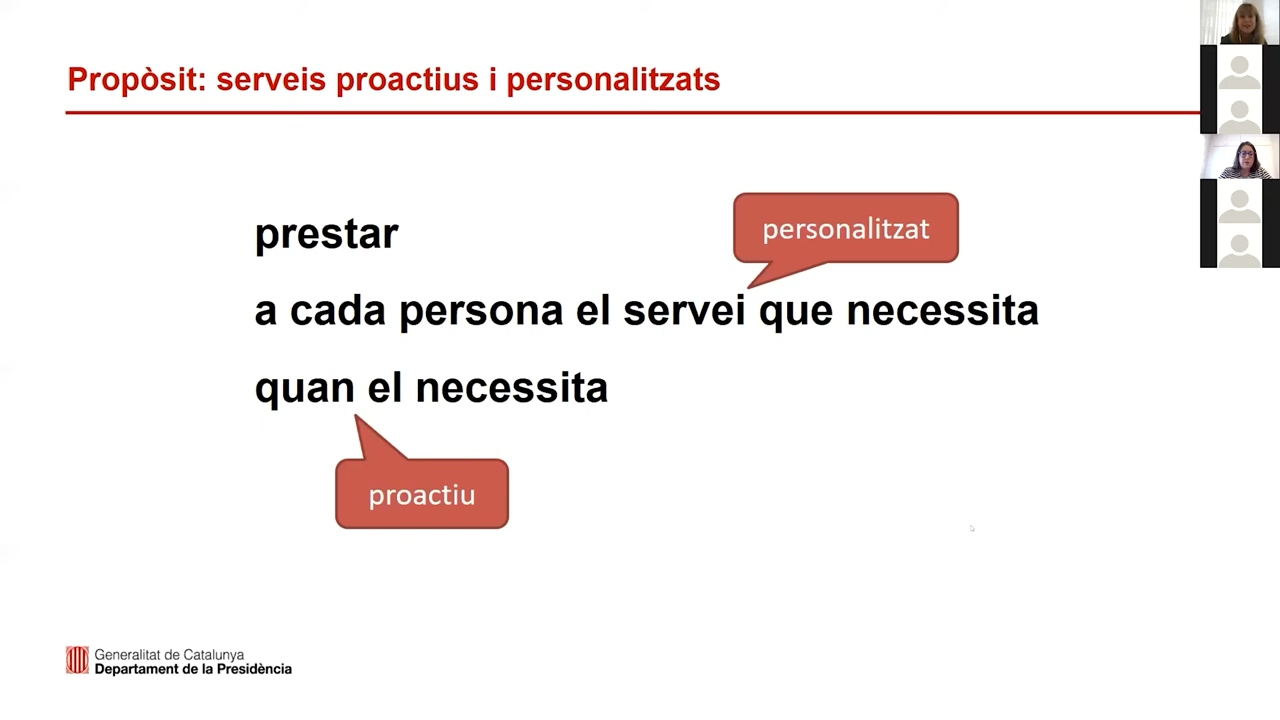 Propòsit: serveis proactius i personalitzats
personalitzat
prestar
a cada persona el servei que necessita
quan el necessita
proactiu
Generalitat de Catalunya
Departament de la Presidència